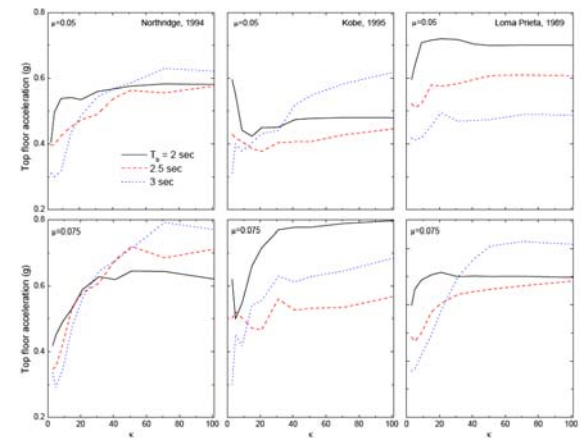 μ=0.05 Northridge, 1994
μ=0.05 Kobe, 1995
μ=0.05 Loma Prieta, 1989
0.8
0.6
0.4
0.2
Top floor acceleration (g)
T_b = 2 sec
2.5 sec
3 sec
μ=0.075
μ=0.075
μ=0.075
0.8
0.6
0.4
0.2
Top floor acceleration (g)
0 20 40 60 80 100
0 20 40 60 80 100
0 20 40 60 80 100
κ κ κ